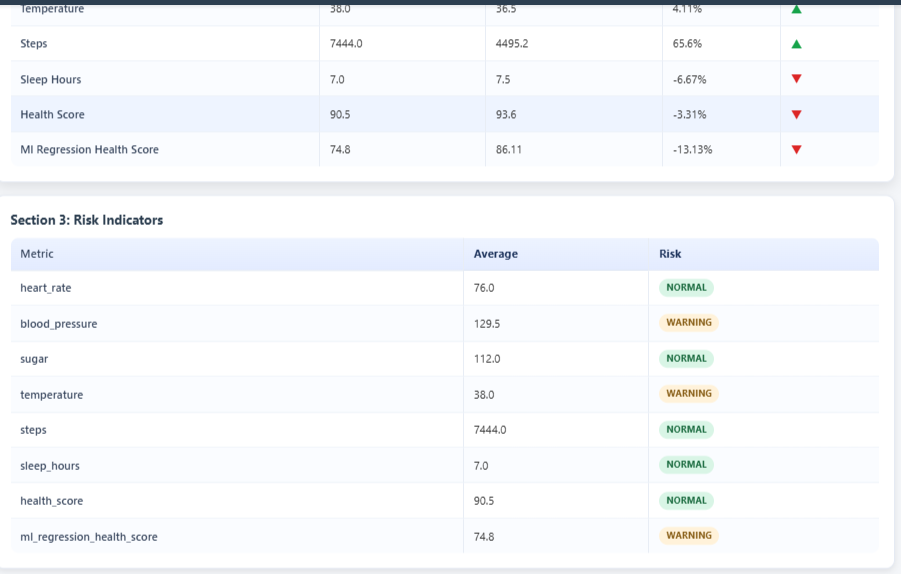 Temperature 38.0 36.5 4.11% ▲
Steps 7444.0 4495.2 65.6% ▲
Sleep Hours 7.0 7.5 -6.67% ▼
Health Score 90.5 93.6 -3.31% ▼
Ml Regression Health Score 74.8 86.11 -13.13% ▼
Section 3: Risk Indicators
Metric Average Risk
heart_rate 76.0 NORMAL
blood_pressure 129.5 WARNING
sugar 112.0 NORMAL
temperature 38.0 WARNING
steps 7444.0 NORMAL
sleep_hours 7.0 NORMAL
health_score 90.5 NORMAL
ml_regression_health_score 74.8 WARNING